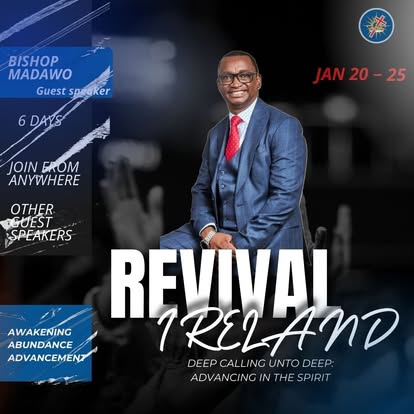 BISHOP
MADAWO
Guest speaker
6 DAYS
JOIN FROM
ANYWHERE
OTHER
GUEST
SPEAKERS
JAN 20 – 25
REVIVAL
IRELAND
DEEP CALLING UNTO DEEP:
ADVANCING IN THE SPIRIT
AWAKENING
ABUNDANCE
ADVANCEMENT